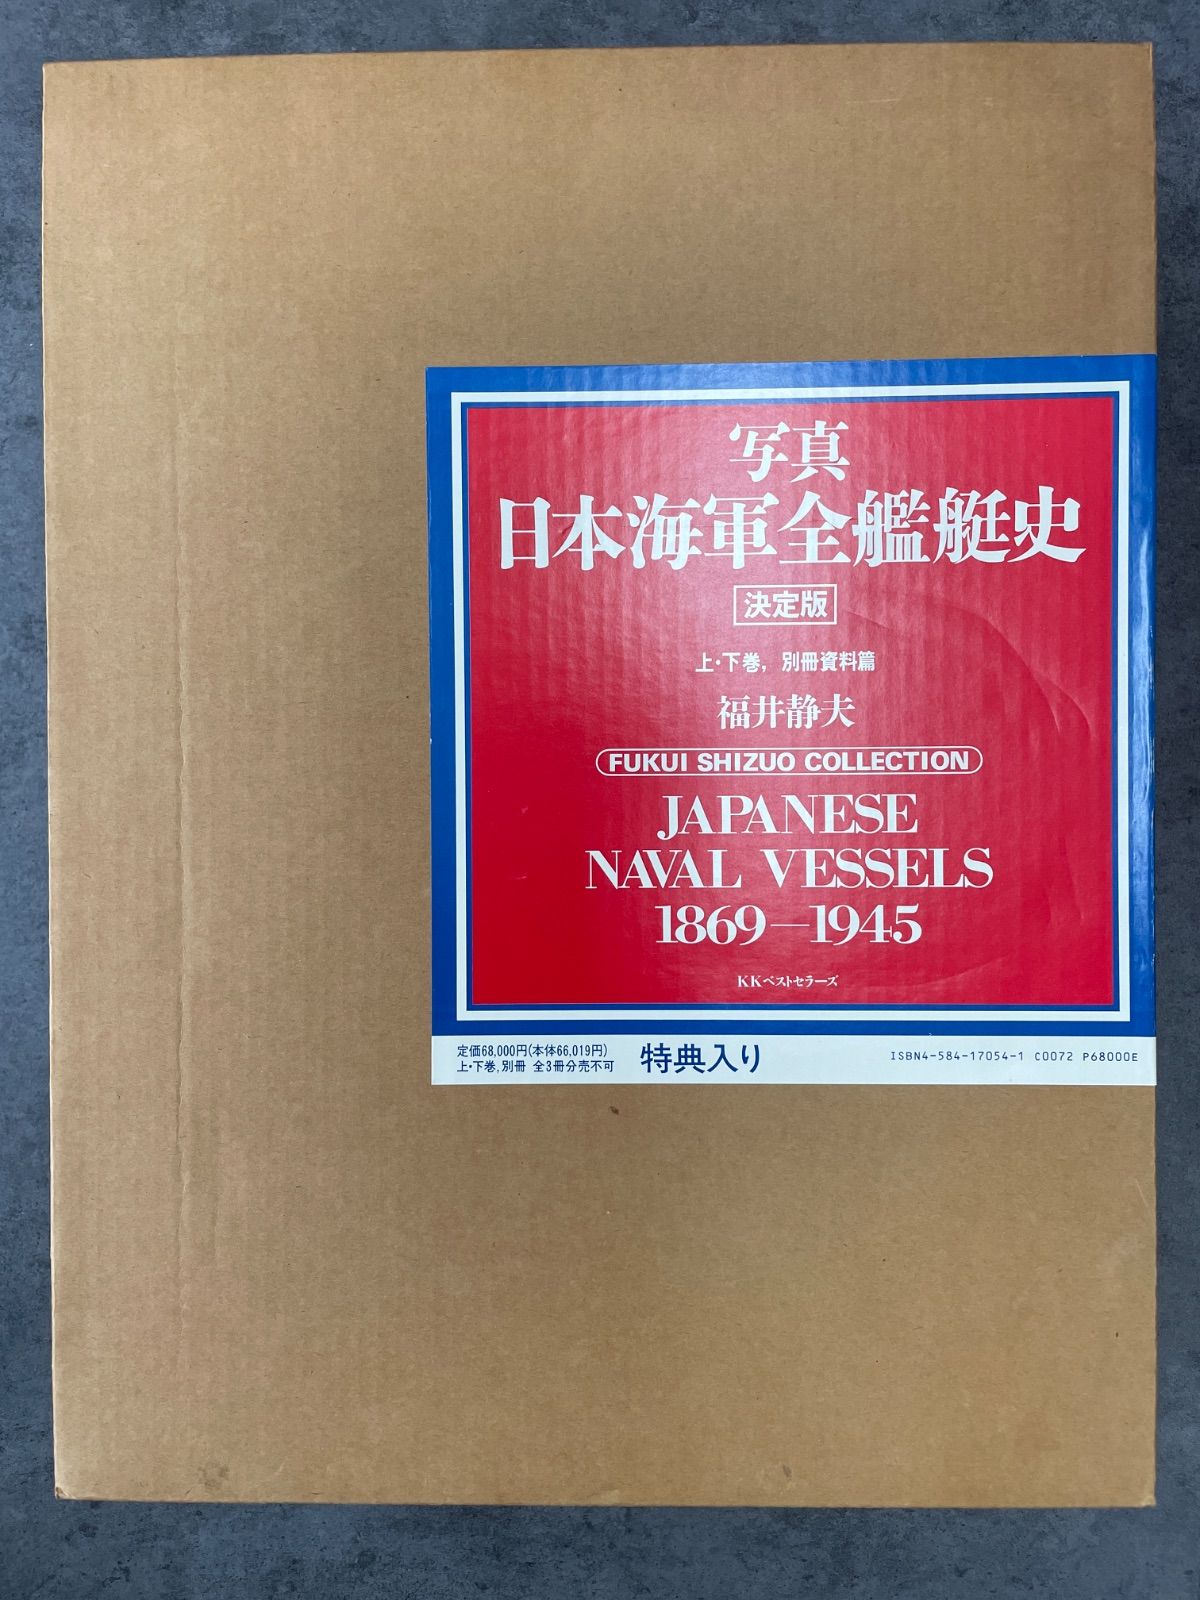 写真
日本海軍全艦艇史
決定版
上・下巻，別冊資料篇
福井静夫
FUKUI SHIZUO COLLECTION
JAPANESE
NAVAL VESSELS
1869—1945
KKベストセラーズ
定価68,000円(本体66,019円)
上・下巻,別冊 全3冊分売不可
特典入り
ISBN4-584-17054-1 C0072 P68000E